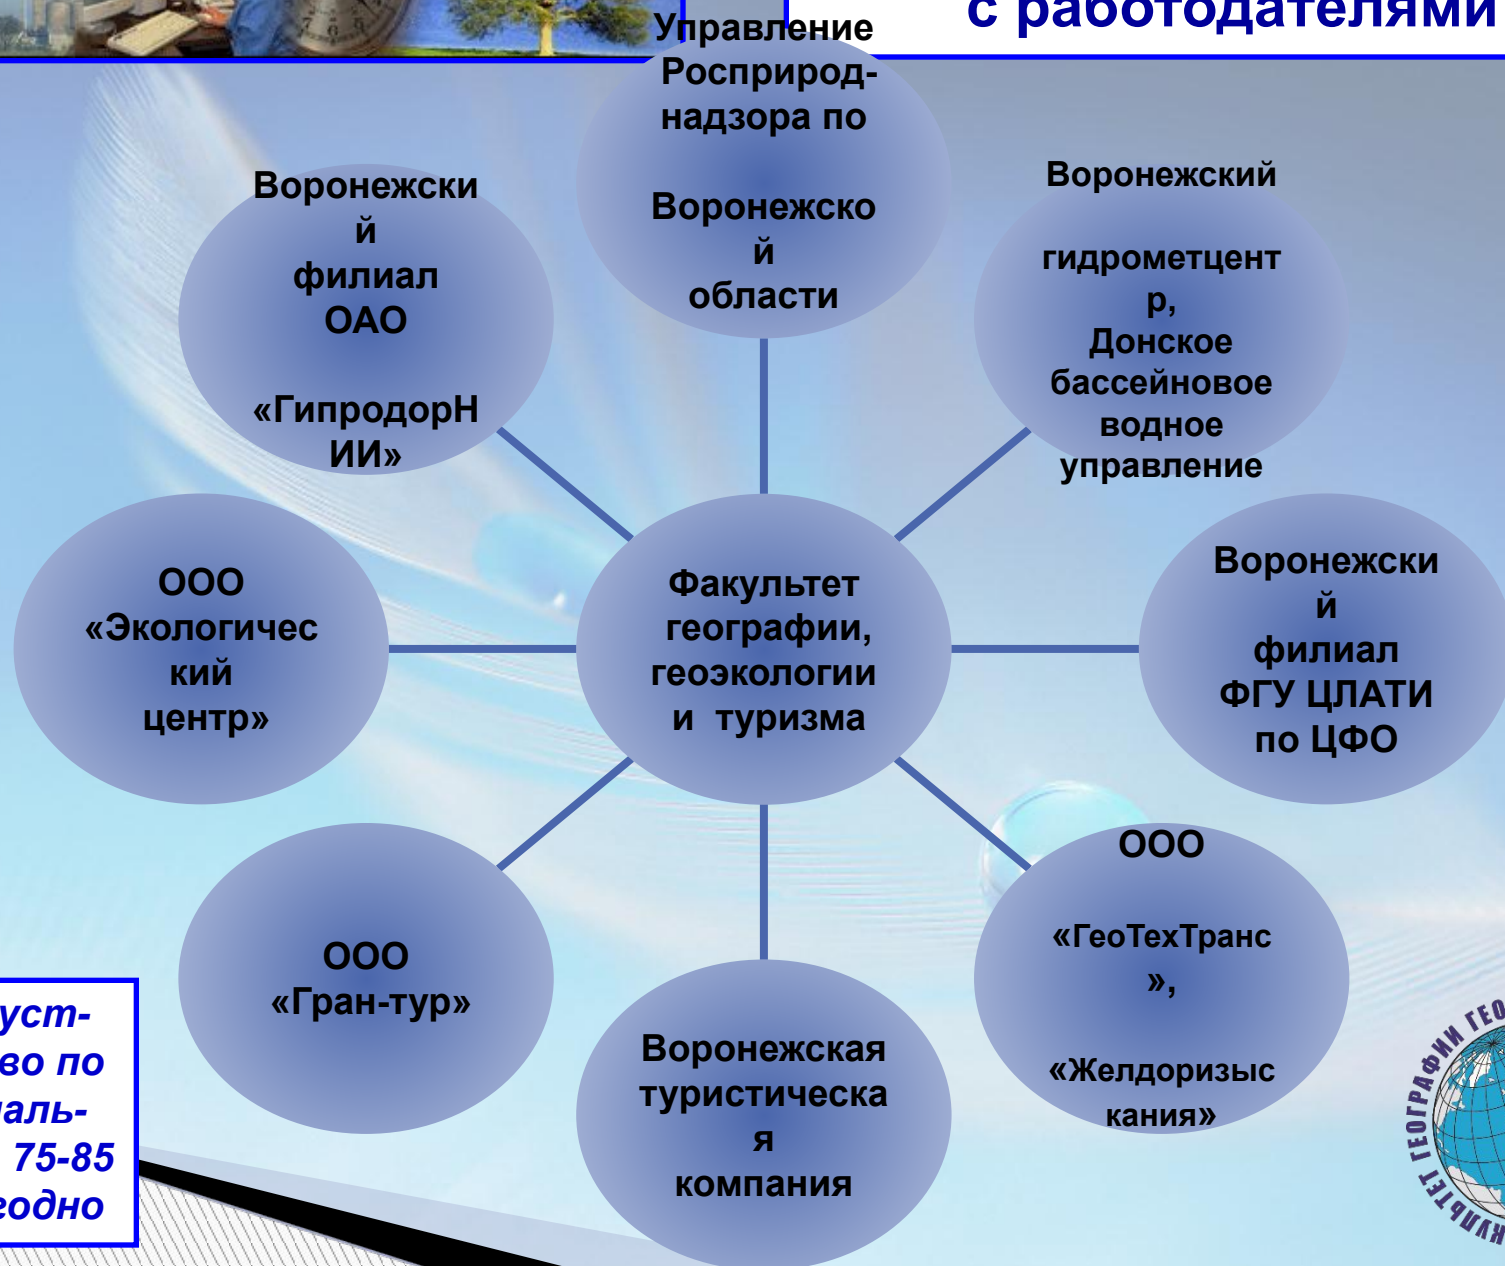 с работодателями
Управление
Росприрод-
надзора по
Воронежско
й
области
Воронежски
й
филиал
ОАО
«ГипродорН
ИИ»
Воронежский
гидрометцент
р,
Донское
бассейновое
водное
управление
ООО
«Экологичес
кий
центр»
Факультет
географии,
геоэкологии
и туризма
Воронежски
й
филиал
ФГУ ЦЛАТИ
по ЦФО
ООО
«Гран-тур»
Воронежская
туристическа
я
компания
ООО
«ГеоТехТранс
»,
«Желдоризыс
кания»
уст-
во по
аль-
75-85
годно
ГЕОГРАФИИ